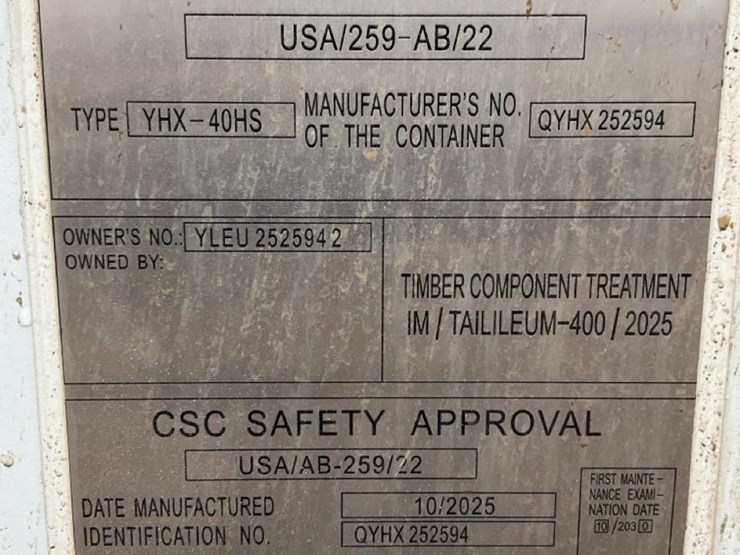 USA/259-AB/22
TYPE YHX-40HS MANUFACTURER'S NO. OF THE CONTAINER QYHX 252594
OWNER'S NO.: YLEU 2525942
OWNED BY:
TIMBER COMPONENT TREATMENT
IM / TAILILEUM-400 / 2025
CSC SAFETY APPROVAL
USA/AB-259/22
DATE MANUFACTURED 10/2025
IDENTIFICATION NO. QYHX 252594
FIRST MAINTE-
NANCE EXAMI-
NATION DATE
10/2030